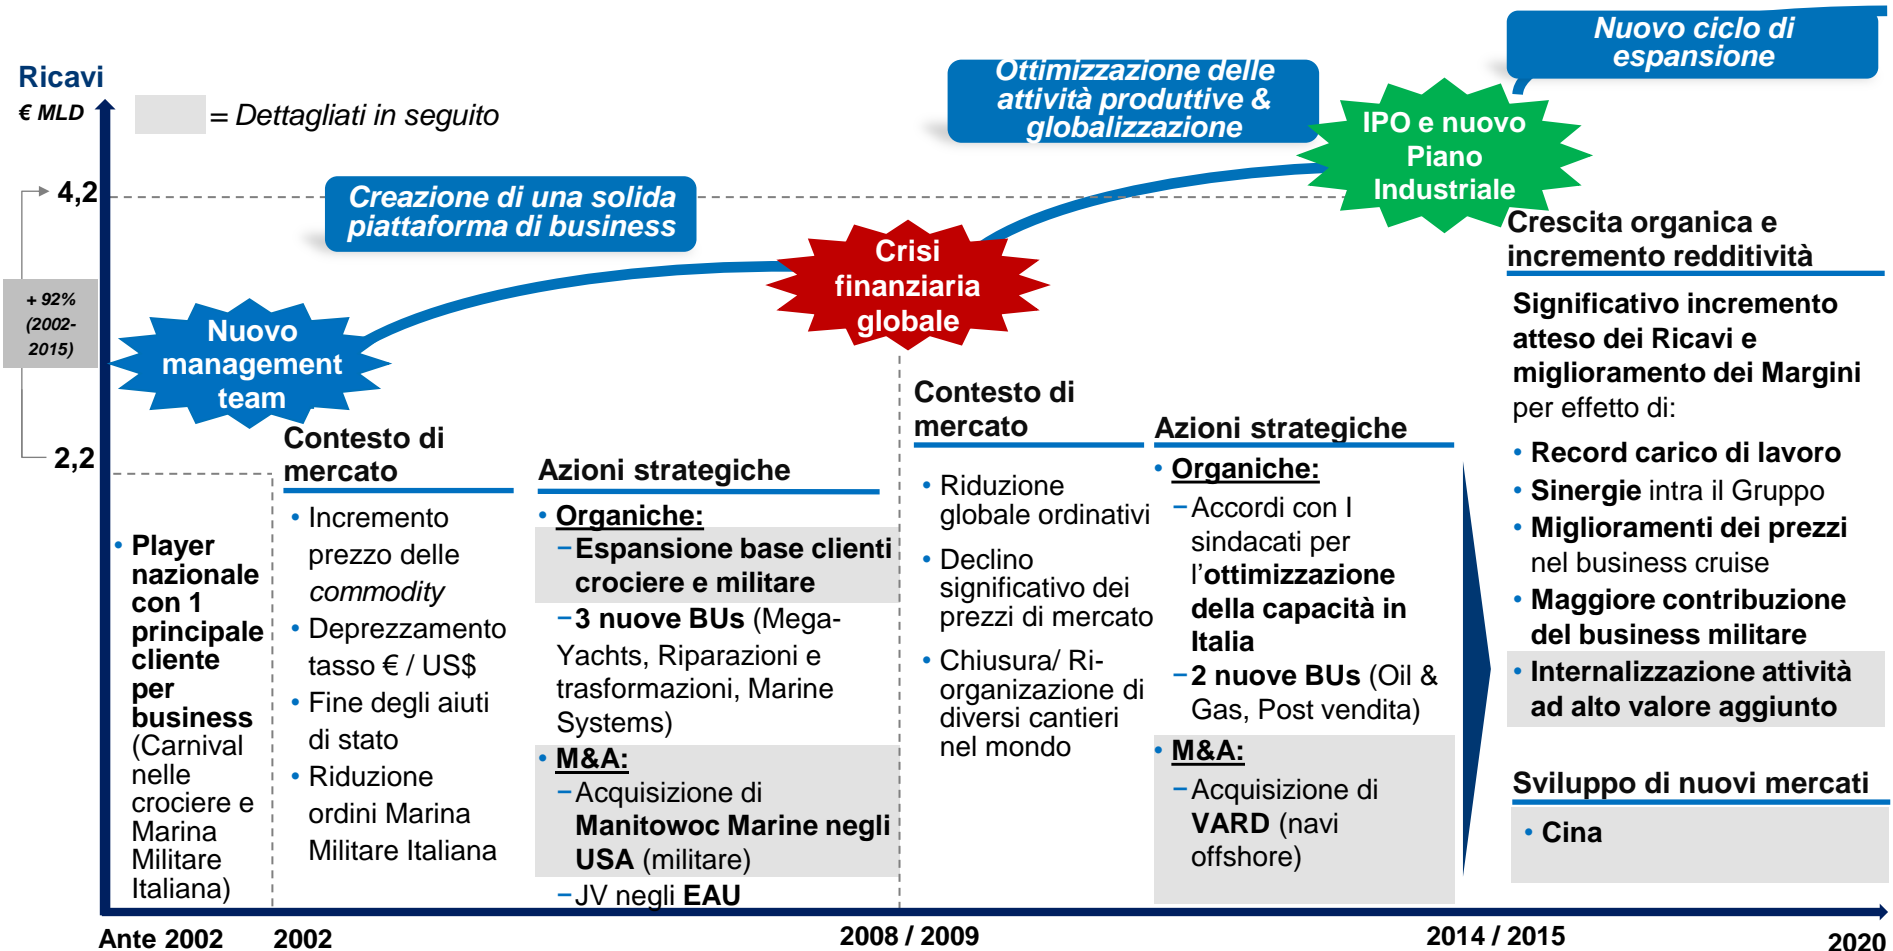 Ricavi
€ MLD
= Dettagliati in seguito
4,2
+ 92%
(2002-
2015)
2,2
Creazione di una solida
piattaforma di business
Ottimizzazione delle
attività produttive &
globalizzazione
Nuovo ciclo di
espansione
Nuovo
management
team
Crisi
finanziaria
globale
IPO e nuovo
Piano
Industriale
• Player
nazionale
con 1
principale
cliente
per
business
(Carnival
nelle
crociere e
Marina
Militare
Italiana)
Contesto di
mercato
• Incremento
prezzo delle
commodity
• Deprezzamento
tasso € / US$
• Fine degli aiuti
di stato
• Riduzione
ordini Marina
Militare Italiana
Azioni strategiche
• Organiche:
–Espansione base clienti
crociere e militare
–3 nuove BUs (Mega-
Yachts, Riparazioni e
trasformazioni, Marine
Systems)
• M&A:
–Acquisizione di
Manitowoc Marine negli
USA (militare)
–JV negli EAU
Contesto di
mercato
• Riduzione
globale ordinativi
• Declino
significativo dei
prezzi di mercato
• Chiusura/ Ri-
organizazione di
diversi cantieri
nel mondo
Azioni strategiche
• Organiche:
–Accordi con I
sindacati per
l’ottimizzazione
della capacità in
Italia
–2 nuove BUs (Oil &
Gas, Post vendita)
• M&A:
–Acquisizione di
VARD (navi
offshore)
Crescita organica e
incremento redditività
Significativo incremento
atteso dei Ricavi e
miglioramento dei Margini
per effetto di:
• Record carico di lavoro
• Sinergie intra il Gruppo
• Miglioramenti dei prezzi
nel business cruise
• Maggiore contribuzione
del business militare
• Internalizzazione attività
ad alto valore aggiunto
Sviluppo di nuovi mercati
• Cina
Ante 2002
2002
2008 / 2009
2014 / 2015
2020